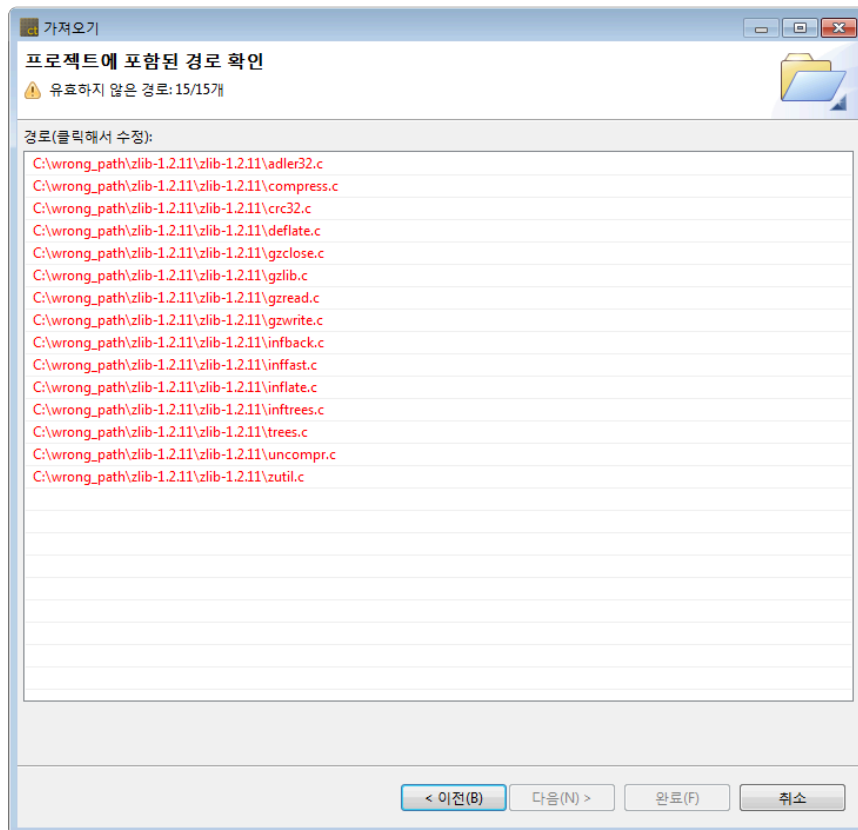 ct 가져오기
프로젝트에 포함된 경로 확인
유효하지 않은 경로: 15/15개
경로(클릭해서 수정):
C:\wrong_path\zlib-1.2.11\zlib-1.2.11\adler32.c
C:\wrong_path\zlib-1.2.11\zlib-1.2.11\compress.c
C:\wrong_path\zlib-1.2.11\zlib-1.2.11\crc32.c
C:\wrong_path\zlib-1.2.11\zlib-1.2.11\deflate.c
C:\wrong_path\zlib-1.2.11\zlib-1.2.11\gzclose.c
C:\wrong_path\zlib-1.2.11\zlib-1.2.11\gzlib.c
C:\wrong_path\zlib-1.2.11\zlib-1.2.11\gzread.c
C:\wrong_path\zlib-1.2.11\zlib-1.2.11\gzwrite.c
C:\wrong_path\zlib-1.2.11\zlib-1.2.11\infback.c
C:\wrong_path\zlib-1.2.11\zlib-1.2.11\inffast.c
C:\wrong_path\zlib-1.2.11\zlib-1.2.11\inflate.c
C:\wrong_path\zlib-1.2.11\zlib-1.2.11\inftrees.c
C:\wrong_path\zlib-1.2.11\zlib-1.2.11\trees.c
C:\wrong_path\zlib-1.2.11\zlib-1.2.11\uncompr.c
C:\wrong_path\zlib-1.2.11\zlib-1.2.11\zutil.c
< 이전(B) 다음(N) > 완료(F) 취소